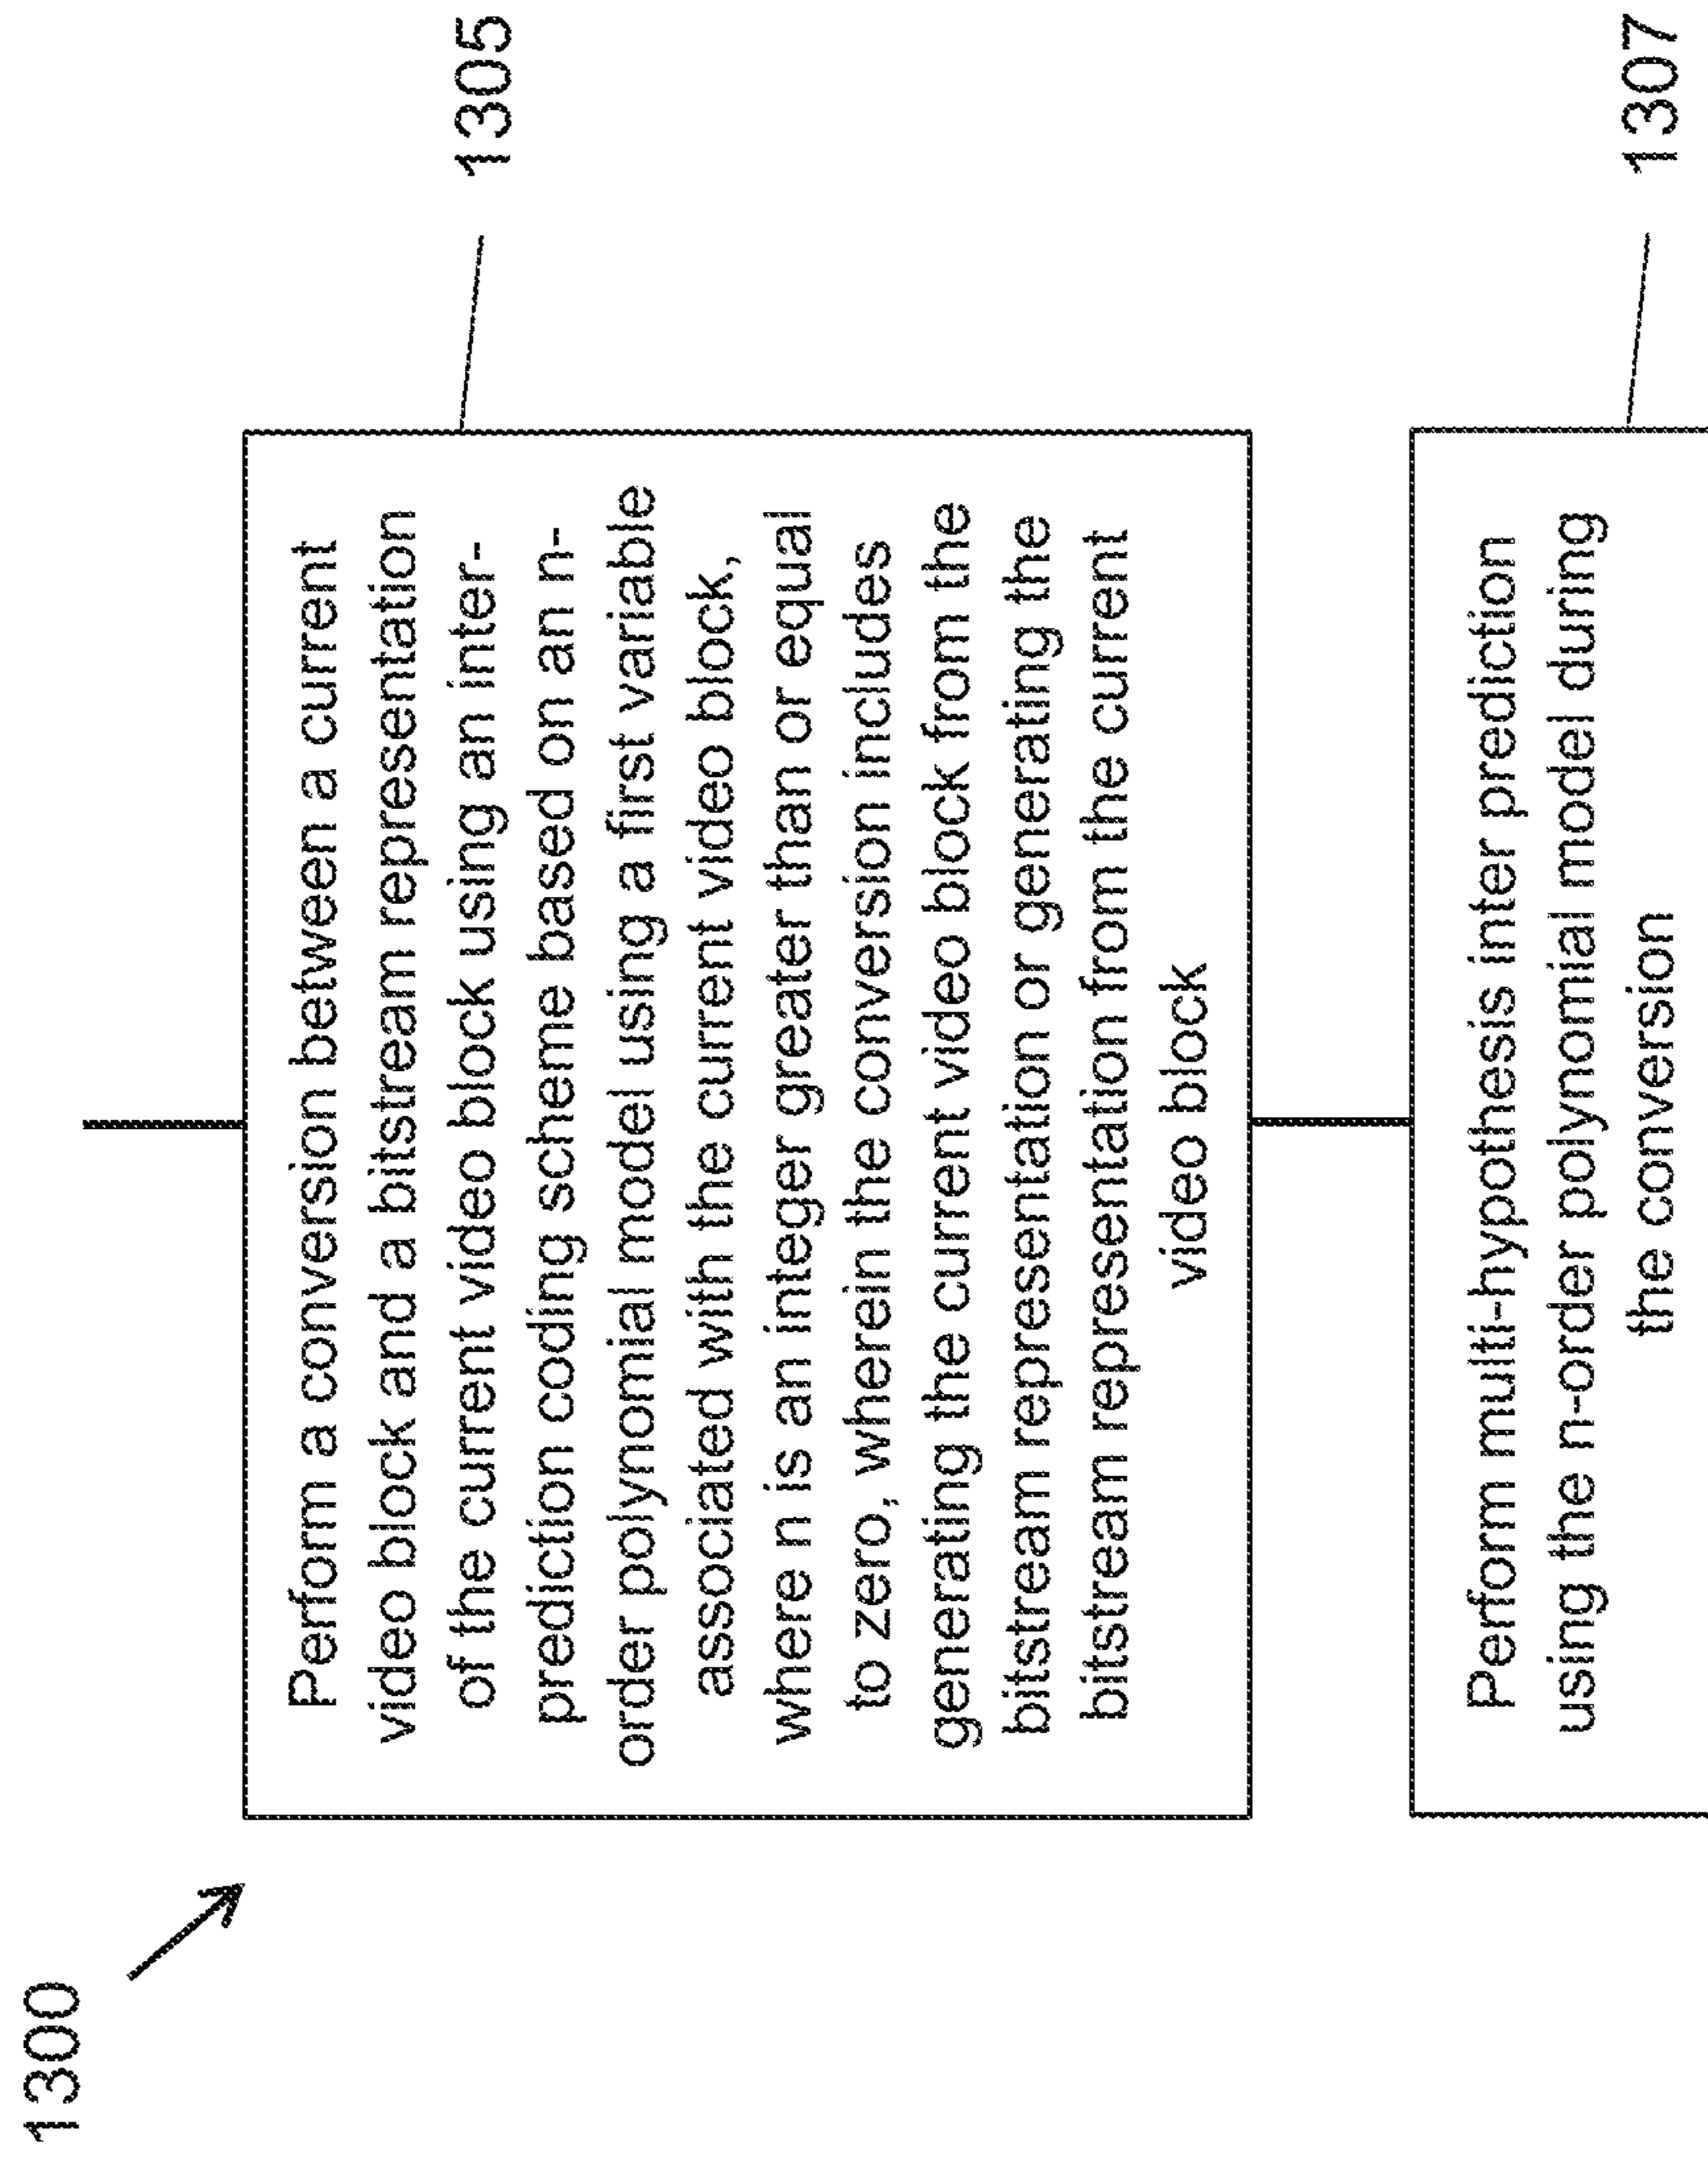 1300
Perform a conversion between a current
video block and a bitstream representation
of the current video block using an inter-
prediction coding scheme based on an n-
order polynomial model using a first variable
associated with the current video block,
where n is an integer greater than or equal
to zero, wherein the conversion includes
generating the current video block from the
bitstream representation or generating the
bitstream representation from the current
video block
1305
Perform multi-hypothesis inter prediction
using the n-order polynomial model during
the conversion
1307